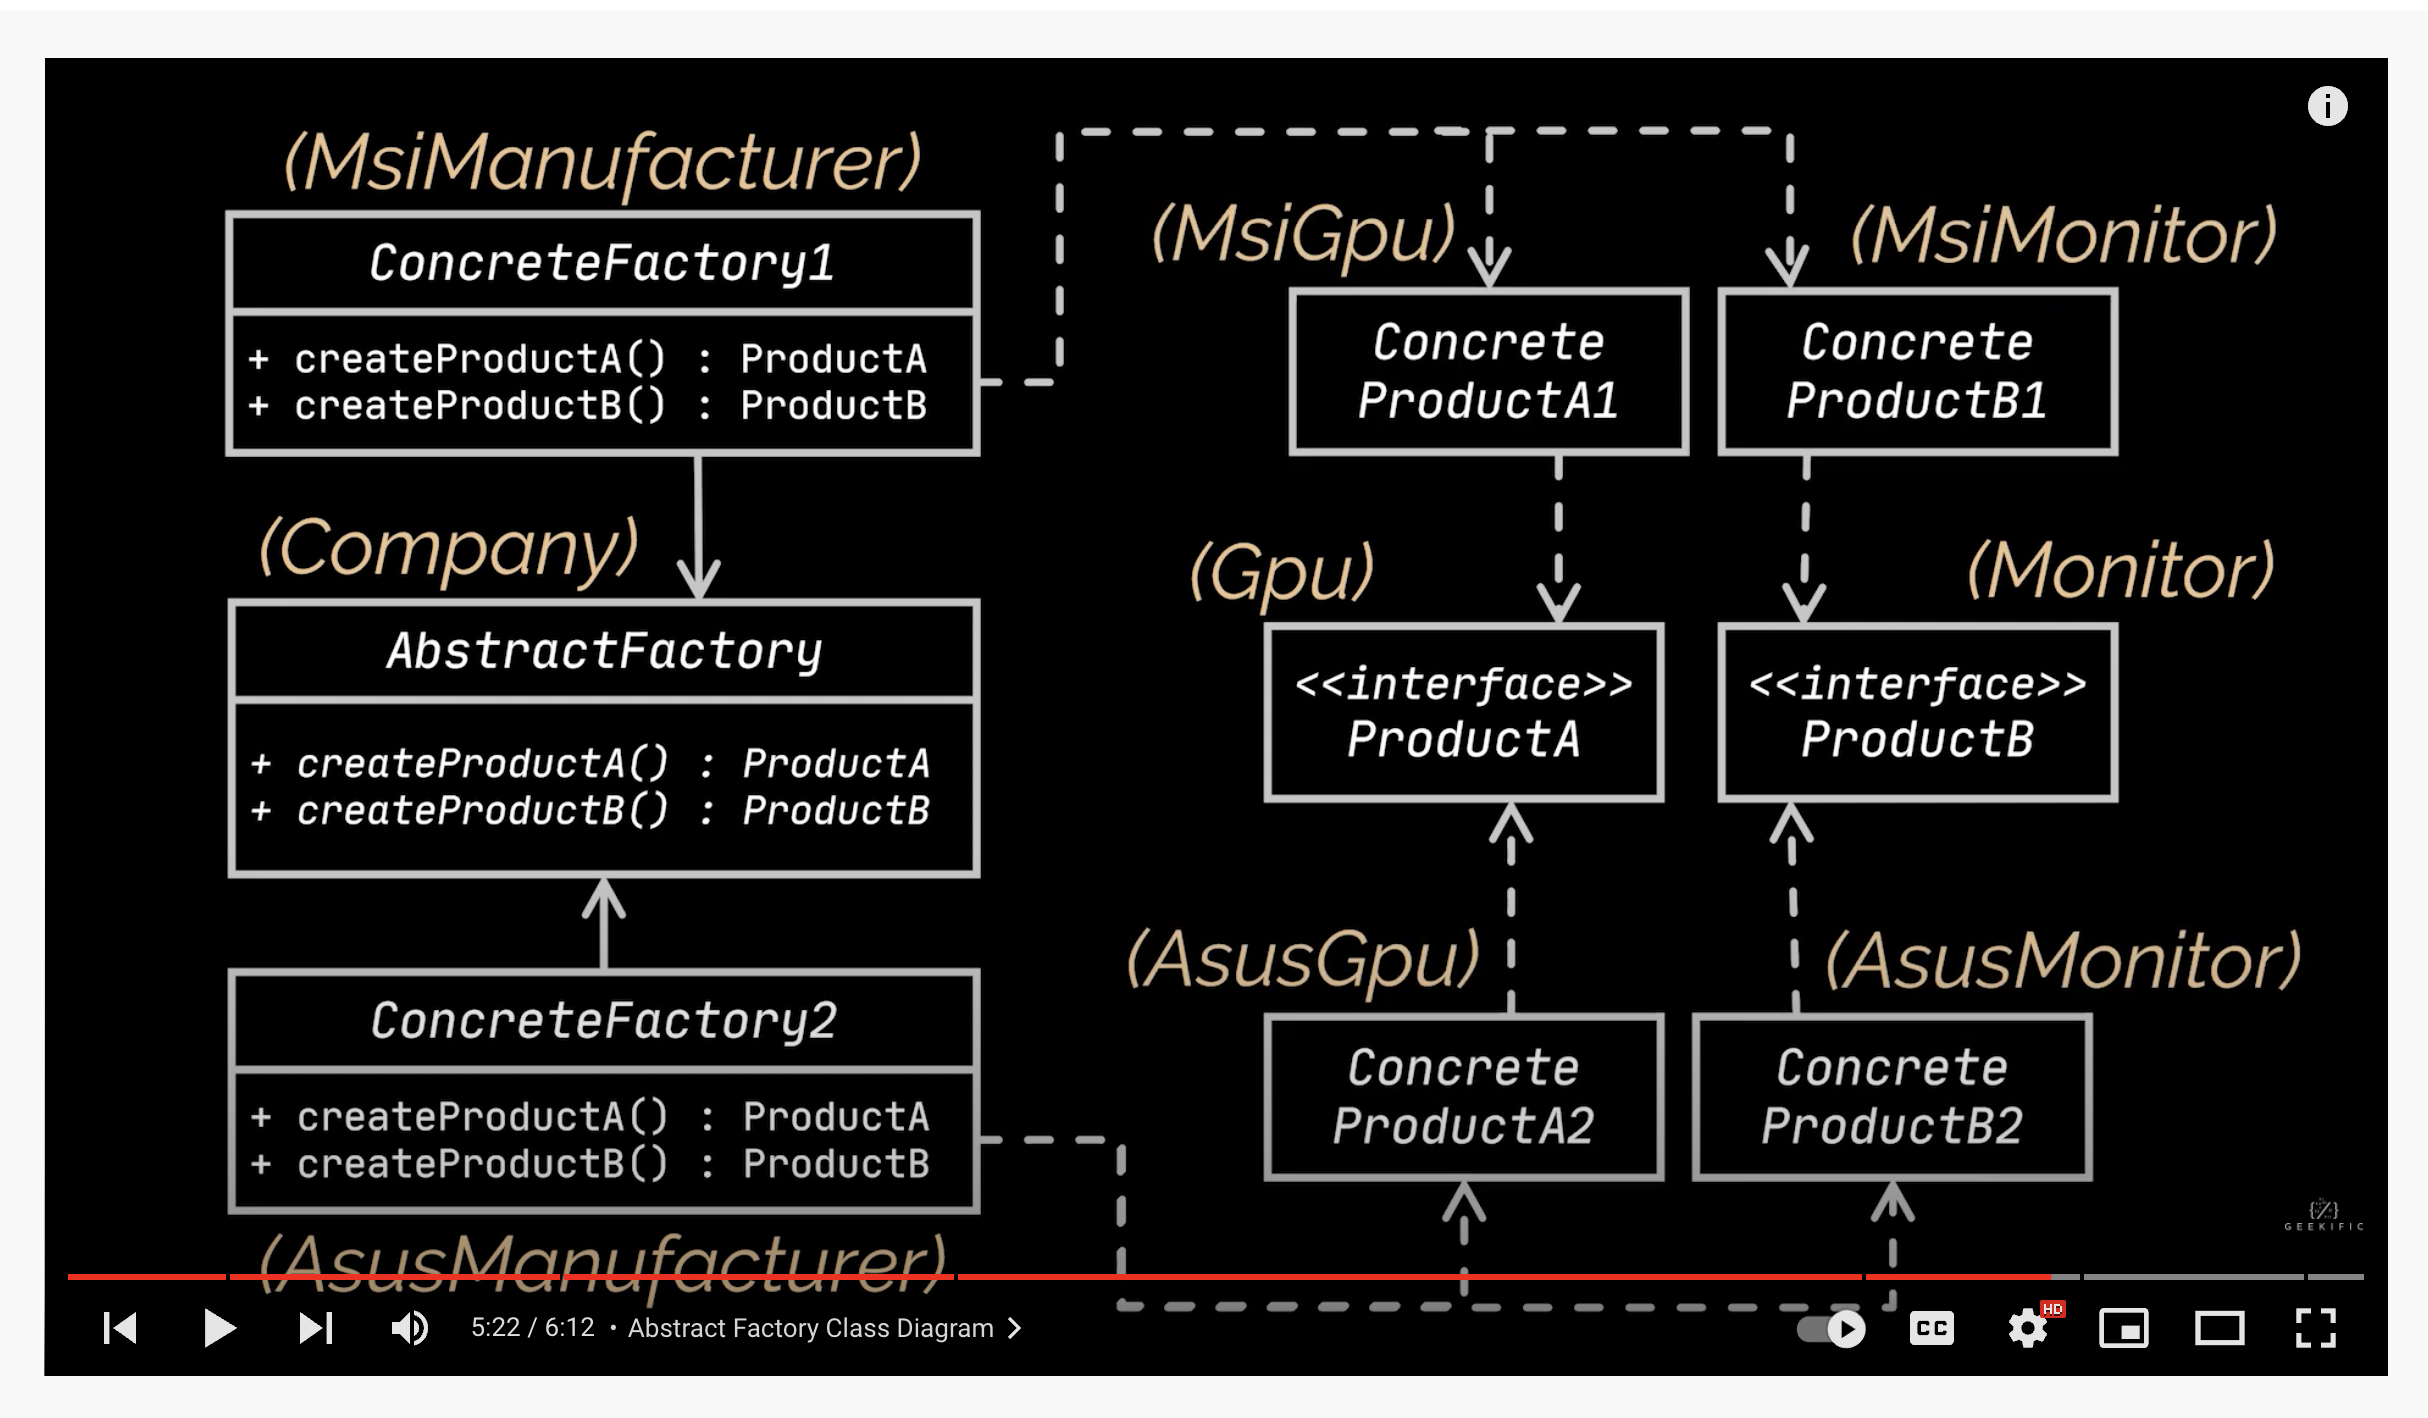 (MsiManufacturer)
ConcreteFactory1
+ createProductA() : ProductA
+ createProductB() : ProductB
(MsiGpu)
(MsiMonitor)
Concrete
ProductA1
Concrete
ProductB1
(Company)
AbstractFactory
+ createProductA() : ProductA
+ createProductB() : ProductB
(Gpu)
(Monitor)
<<interface>>
ProductA
<<interface>>
ProductB
ConcreteFactory2
+ createProductA() : ProductA
+ createProductB() : ProductB
(AsusManufacturer)
(AsusGpu)
(AsusMonitor)
Concrete
ProductA2
Concrete
ProductB2
GEEKIFIC
5:22 / 6:12 • Abstract Factory Class Diagram
CC
HD